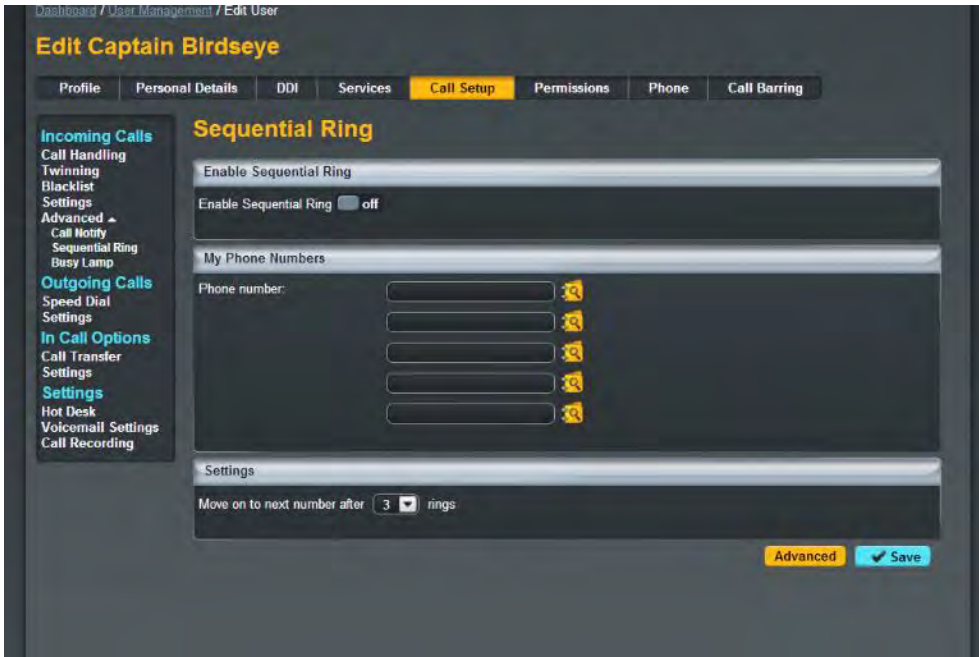 Dashboard / User Management / Edit User
Edit Captain Birdseye
Profile Personal Details DDI Services Call Setup Permissions Phone Call Barring
Incoming Calls
Call Handling
Twinning
Blacklist
Settings
Advanced
Call Notify
Sequential Ring
Busy Lamp
Outgoing Calls
Speed Dial
Settings
In Call Options
Call Transfer
Settings
Settings
Hot Desk
Voicemail Settings
Call Recording
Sequential Ring
Enable Sequential Ring
Enable Sequential Ring off
My Phone Numbers
Phone number:
Settings
Move on to next number after 3 rings
Advanced Save